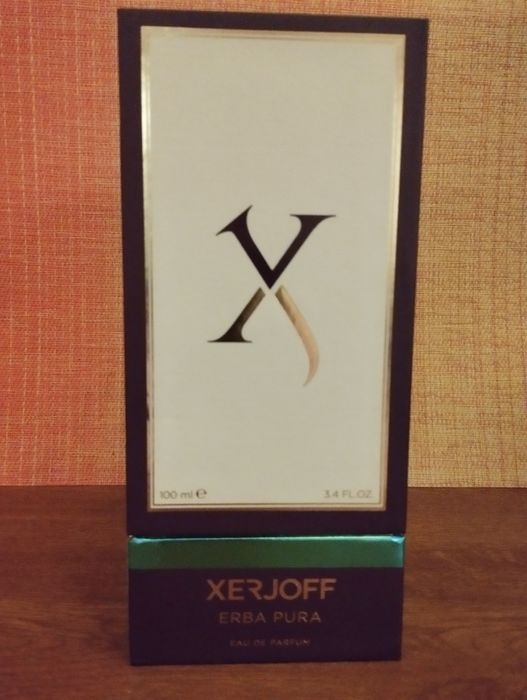 X
100 ml e 3.4 FL.OZ.
XERJOFF
ERBA PURA
EAU DE PARFUM